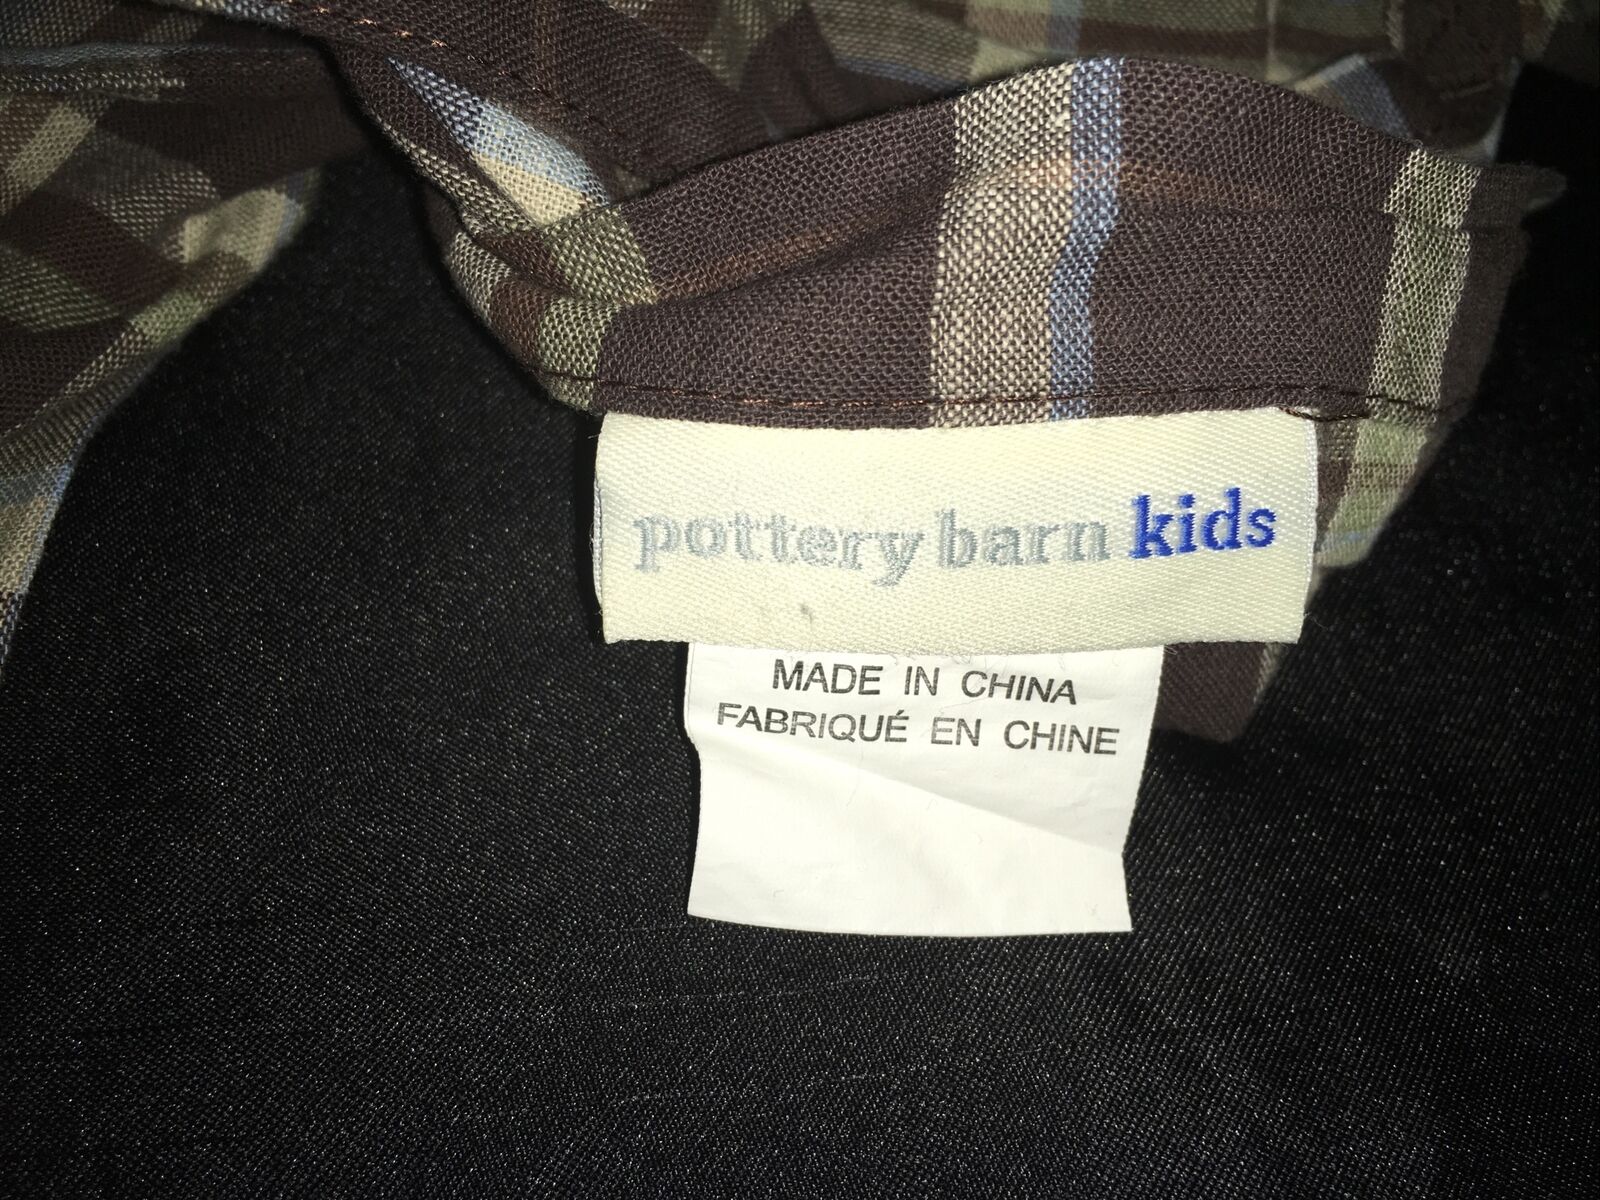 pottery barn kids
MADE IN CHINA
FABRIQUÉ EN CHINE